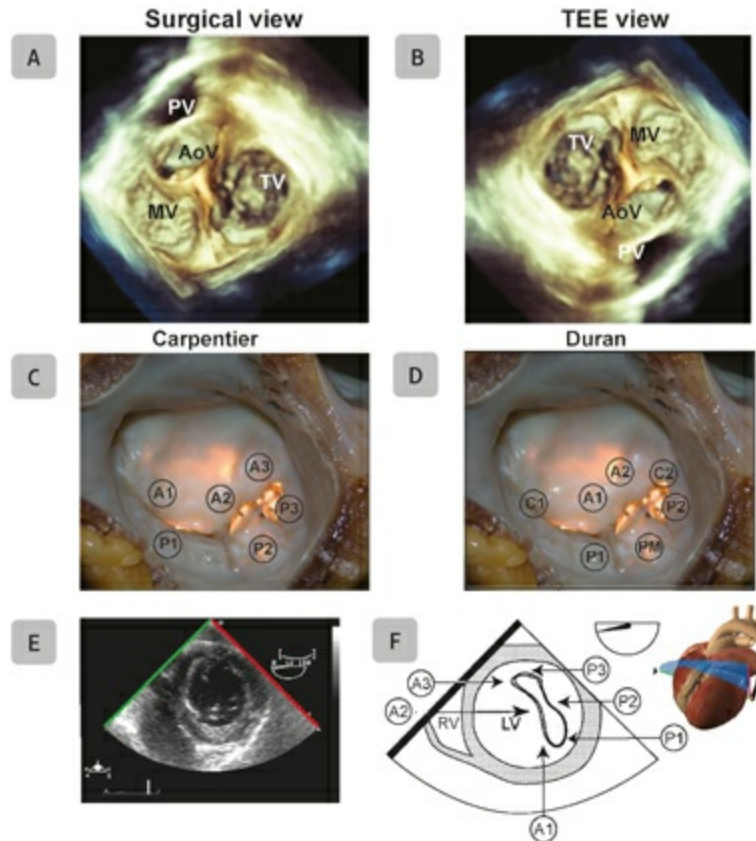 Surgical view
TEE view
A
PV
AoV
MV
TV
B
TV
MV
AoV
PV
Carpentier
Duran
C
A1
A2
A3
P1
P2
P3
D
C1
A1
A2
C2
P1
PM
P2
E
F
A3
A2
RV
LV
P3
P2
P1
A1